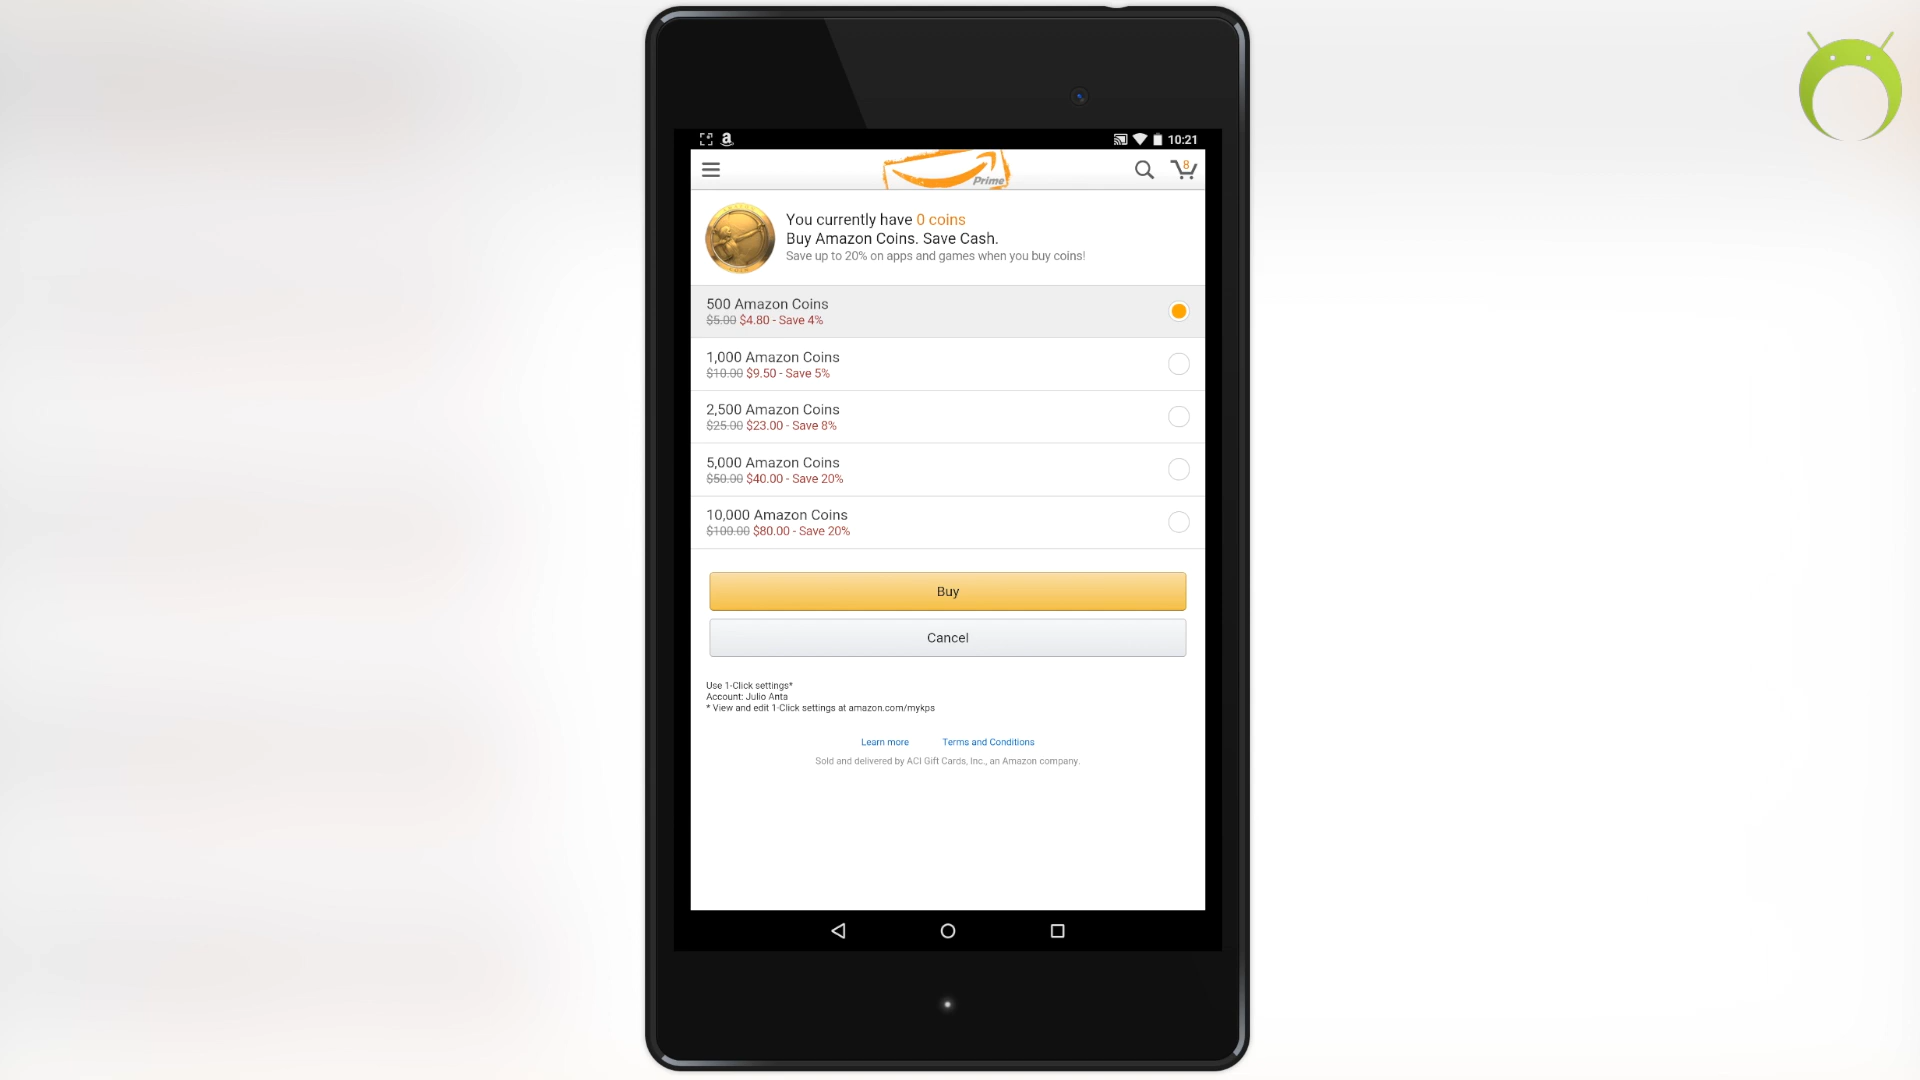 10:21
Prime
8
You currently have 0 coins
Buy Amazon Coins. Save Cash.
Save up to 20% on apps and games when you buy coins!
500 Amazon Coins
$5.00 $4.80 - Save 4%
1,000 Amazon Coins
$10.00 $9.50 - Save 5%
2,500 Amazon Coins
$25.00 $23.00 - Save 8%
5,000 Amazon Coins
$50.00 $40.00 - Save 20%
10,000 Amazon Coins
$100.00 $80.00 - Save 20%
Buy
Cancel
Use 1-Click settings*
Account: Julio Anta
* View and edit 1-Click settings at amazon.com/mykps
Learn more Terms and Conditions
Sold and delivered by ACI Gift Cards, Inc., an Amazon company.